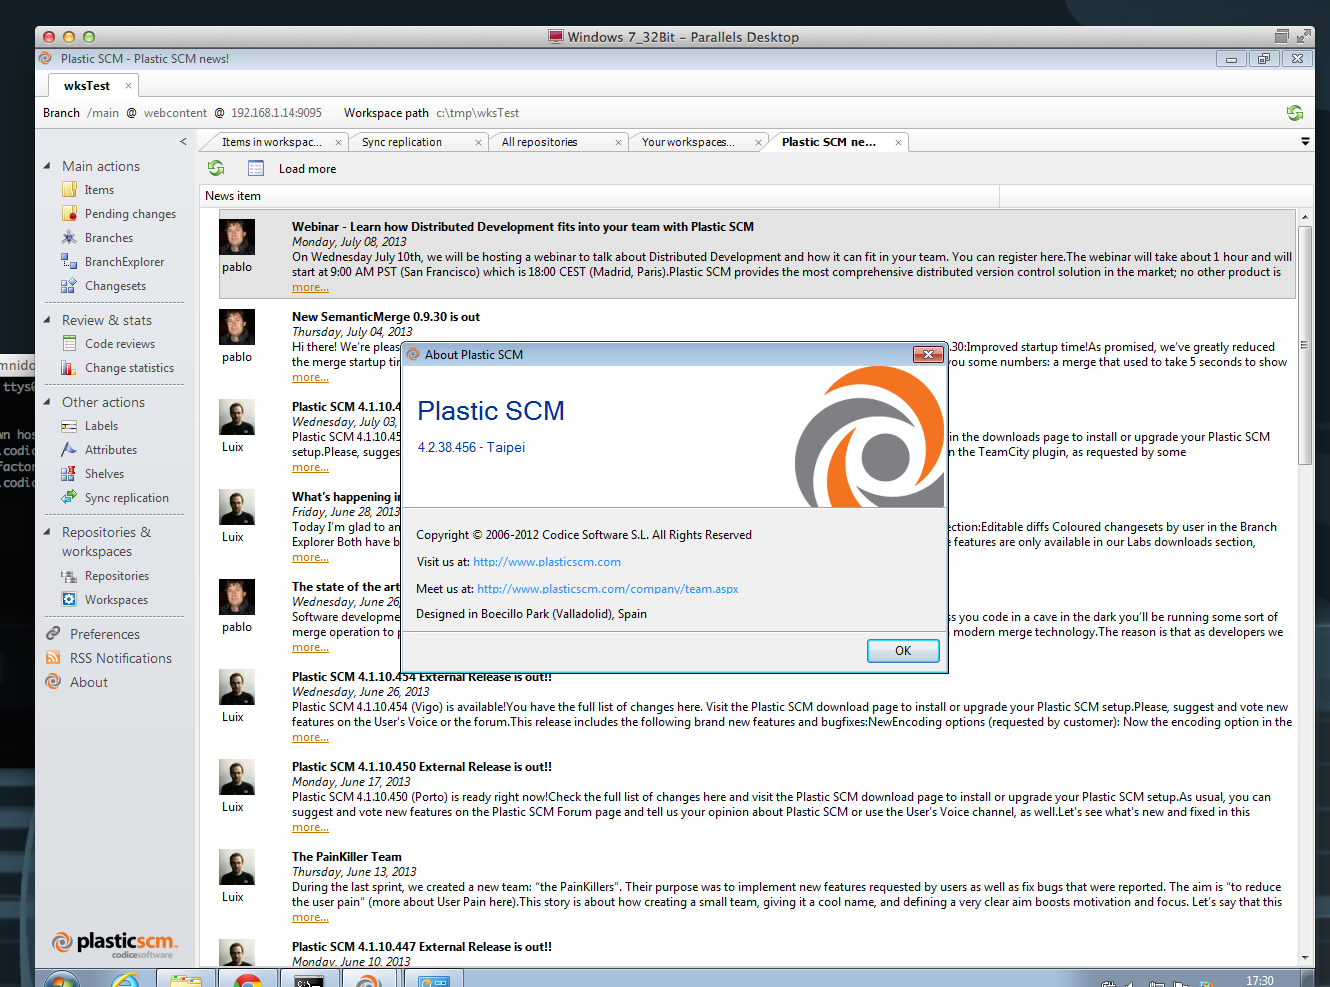 Windows 7_32Bit - Parallels Desktop
Plastic SCM - Plastic SCM news!
wksTest
Branch /main @ webcontent @ 192.168.1.14:9095 Workspace path c:\tmp\wksTest
Items in workspac...
Sync replication
All repositories
Your workspaces...
Plastic SCM ne...
Load more
News item
Main actions
Items
Pending changes
Branches
BranchExplorer
Changesets
Review & stats
Code reviews
Change statistics
Other actions
Labels
Attributes
Shelves
Sync replication
Repositories &
workspaces
Repositories
Workspaces
Preferences
RSS Notifications
About
plasticscm
codicesoftware
mnido
ttys0
wn hos
.codic
factor
.codic
pablo
Webinar - Learn how Distributed Development fits into your team with Plastic SCM
Monday, July 08, 2013
On Wednesday July 10th, we will be hosting a webinar to talk about Distributed Development and how it can fit in your team. You can register here.The webinar will take about 1 hour and will
start at 9:00 AM PST (San Francisco) which is 18:00 CEST (Madrid, Paris).Plastic SCM provides the most comprehensive distributed version control solution in the market; no other product is
more...
pablo
New SemanticMerge 0.9.30 is out
Thursday, July 04, 2013
Hi there! We're pleas .30:Improved startup time!As promised, we've greatly reduced
the merge startup tim you some numbers: a merge that used to take 5 seconds to show
more...
Luix
Plastic SCM 4.1.10.4
Wednesday, July 03,
Plastic SCM 4.1.10.45 in the downloads page to install or upgrade your Plastic SCM
setup.Please, sugges n the TeamCity plugin, as requested by some
more...
Luix
What's happening in
Friday, June 28, 2013
Today I'm glad to an ction:Editable diffs Coloured changesets by user in the Branch
Explorer Both have b e features are only available in our Labs downloads section,
more...
pablo
The state of the art
Wednesday, June 26,
Software developme ss you code in a cave in the dark you'll be running some sort of
merge operation to p modern merge technology.The reason is that as developers we
more...
About Plastic SCM
Plastic SCM
4.2.38.456 - Taipei
Copyright © 2006-2012 Codice Software S.L. All Rights Reserved
Visit us at: http://www.plasticscm.com
Meet us at: http://www.plasticscm.com/company/team.aspx
Designed in Boecillo Park (Valladolid), Spain
OK
Luix
Plastic SCM 4.1.10.454 External Release is out!!
Wednesday, June 26, 2013
Plastic SCM 4.1.10.454 (Vigo) is available!You have the full list of changes here. Visit the Plastic SCM download page to install or upgrade your Plastic SCM setup.Please, suggest and vote new
features on the User's Voice or the forum.This release includes the following brand new features and bugfixes:NewEncoding options (requested by customer): Now the encoding option in the
more...
Luix
Plastic SCM 4.1.10.450 External Release is out!!
Monday, June 17, 2013
Plastic SCM 4.1.10.450 (Porto) is ready right now!Check the full list of changes here and visit the Plastic SCM download page to install or upgrade your Plastic SCM setup.As usual, you can
suggest and vote new features on the Plastic SCM Forum page and tell us your opinion about Plastic SCM or use the User's Voice channel, as well.Let's see what's new and fixed in this
more...
Luix
The PainKiller Team
Thursday, June 13, 2013
During the last sprint, we created a new team: “the PainKillers”. Their purpose was to implement new features requested by users as well as fix bugs that were reported. The aim is “to reduce
the user pain” (more about User Pain here).This story is about how creating a small team, giving it a cool name, and defining a very clear aim boosts motivation and focus. Let's say that this
more...
Plastic SCM 4.1.10.447 External Release is out!!
Monday, June 10, 2013
17:30